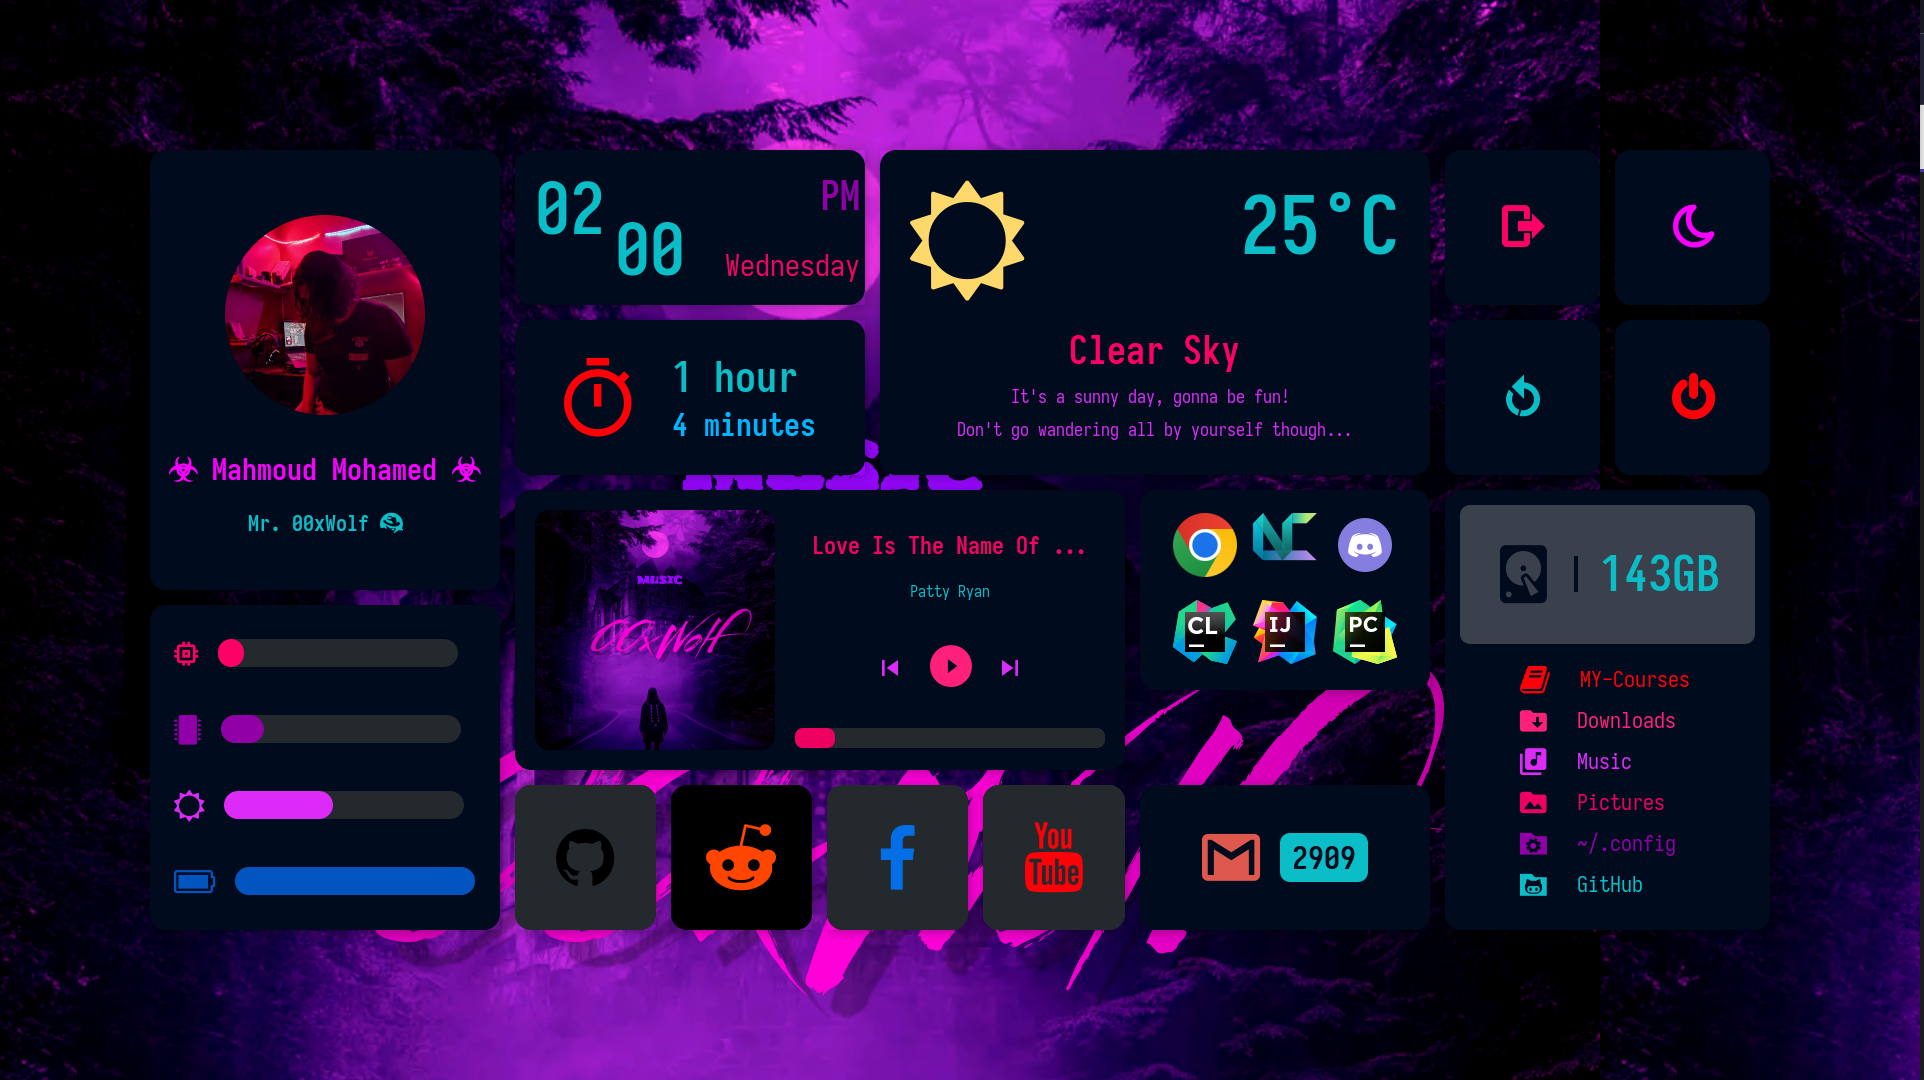 Mahmoud Mohamed
Mr. 00xWolf
02
00
PM
Wednesday
1 hour
4 minutes
25°C
Clear Sky
It's a sunny day, gonna be fun!
Don't go wandering all by yourself though...
MUSIC
00xWolf
Love Is The Name Of ...
Patty Ryan
NC
CL
IJ
PC
143GB
MY-Courses
Downloads
Music
Pictures
~/.config
GitHub
You
Tube
2909